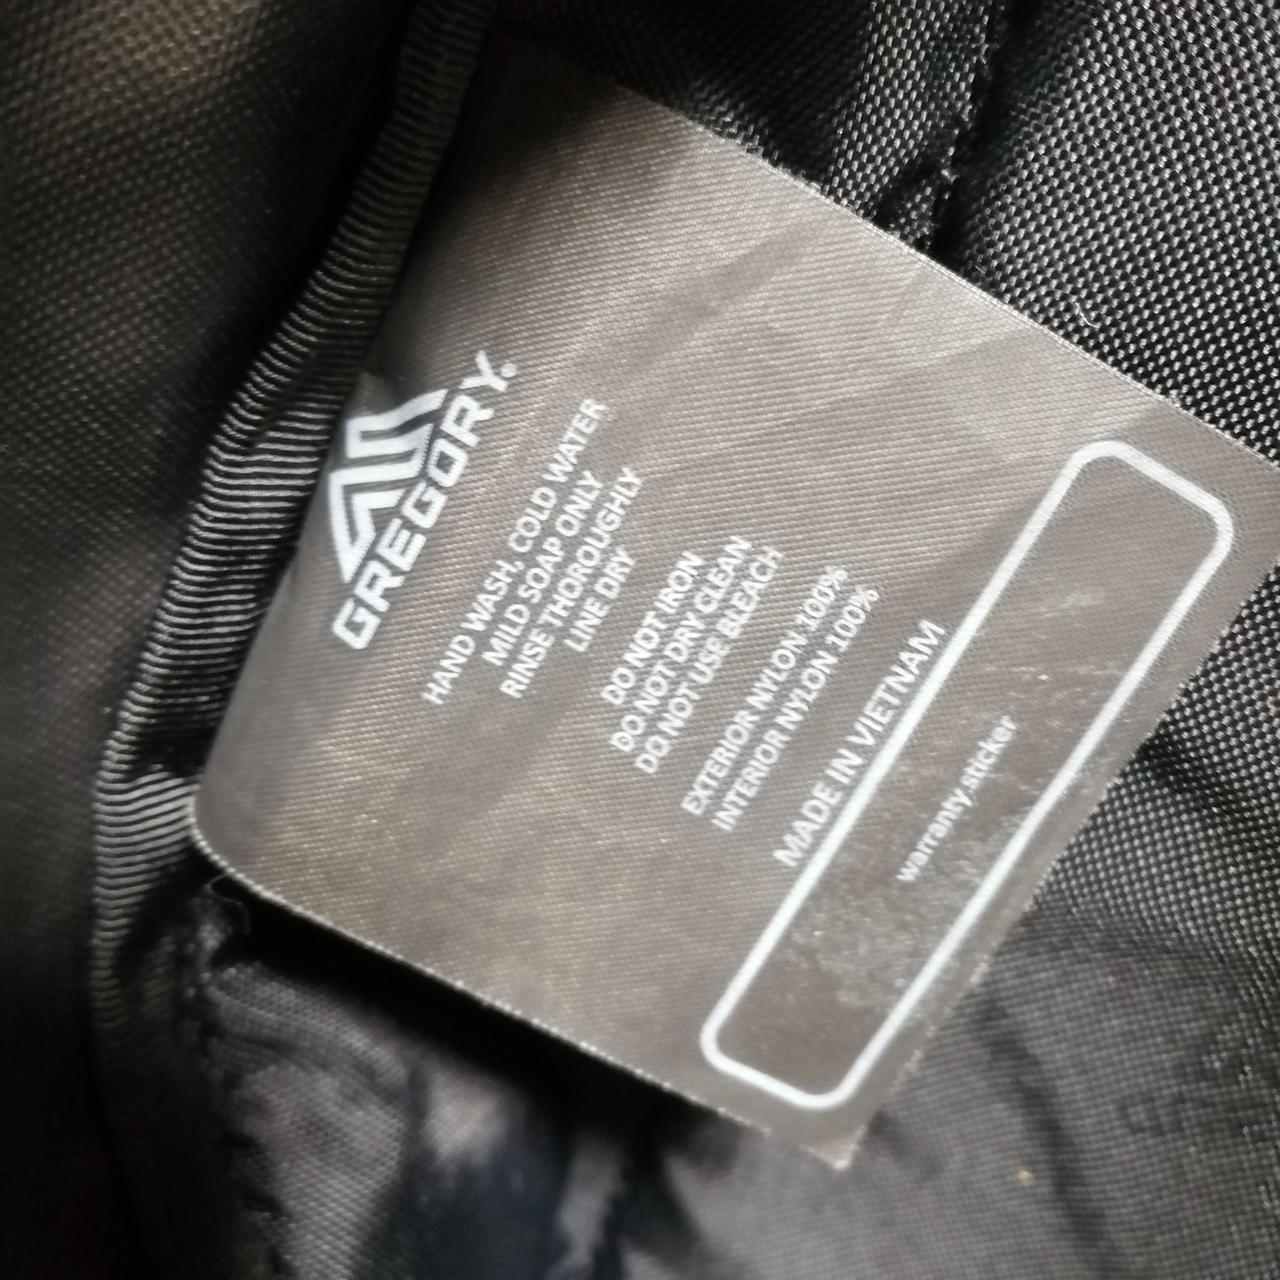 GREGORY®
HAND WASH, COLD WATER
MILD SOAP ONLY
RINSE THOROUGHLY
LINE DRY
DO NOT IRON
DO NOT DRY CLEAN
DO NOT USE BLEACH
EXTERIOR NYLON 100%
INTERIOR NYLON 100%
MADE IN VIETNAM
warranty.sticker